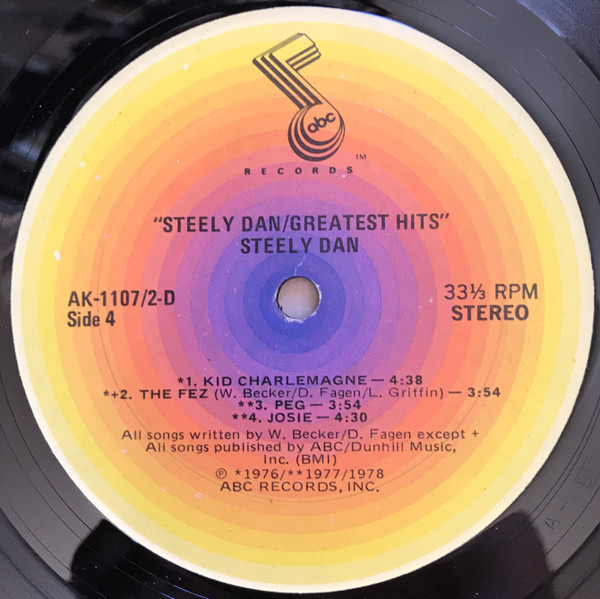 abc
™
RECORDS
"STEELY DAN/GREATEST HITS"
STEELY DAN
AK-1107/2-D
Side 4
33⅓ RPM
STEREO
*1. KID CHARLEMAGNE — 4:38
*+2. THE FEZ (W. Becker/D. Fagen/L. Griffin) — 3:54
**3. PEG — 3:54
**4. JOSIE — 4:30
All songs written by W. Becker/D. Fagen except +
All songs published by ABC/Dunhill Music,
Inc. (BMI)
℗ *1976/**1977/1978
ABC RECORDS, INC.